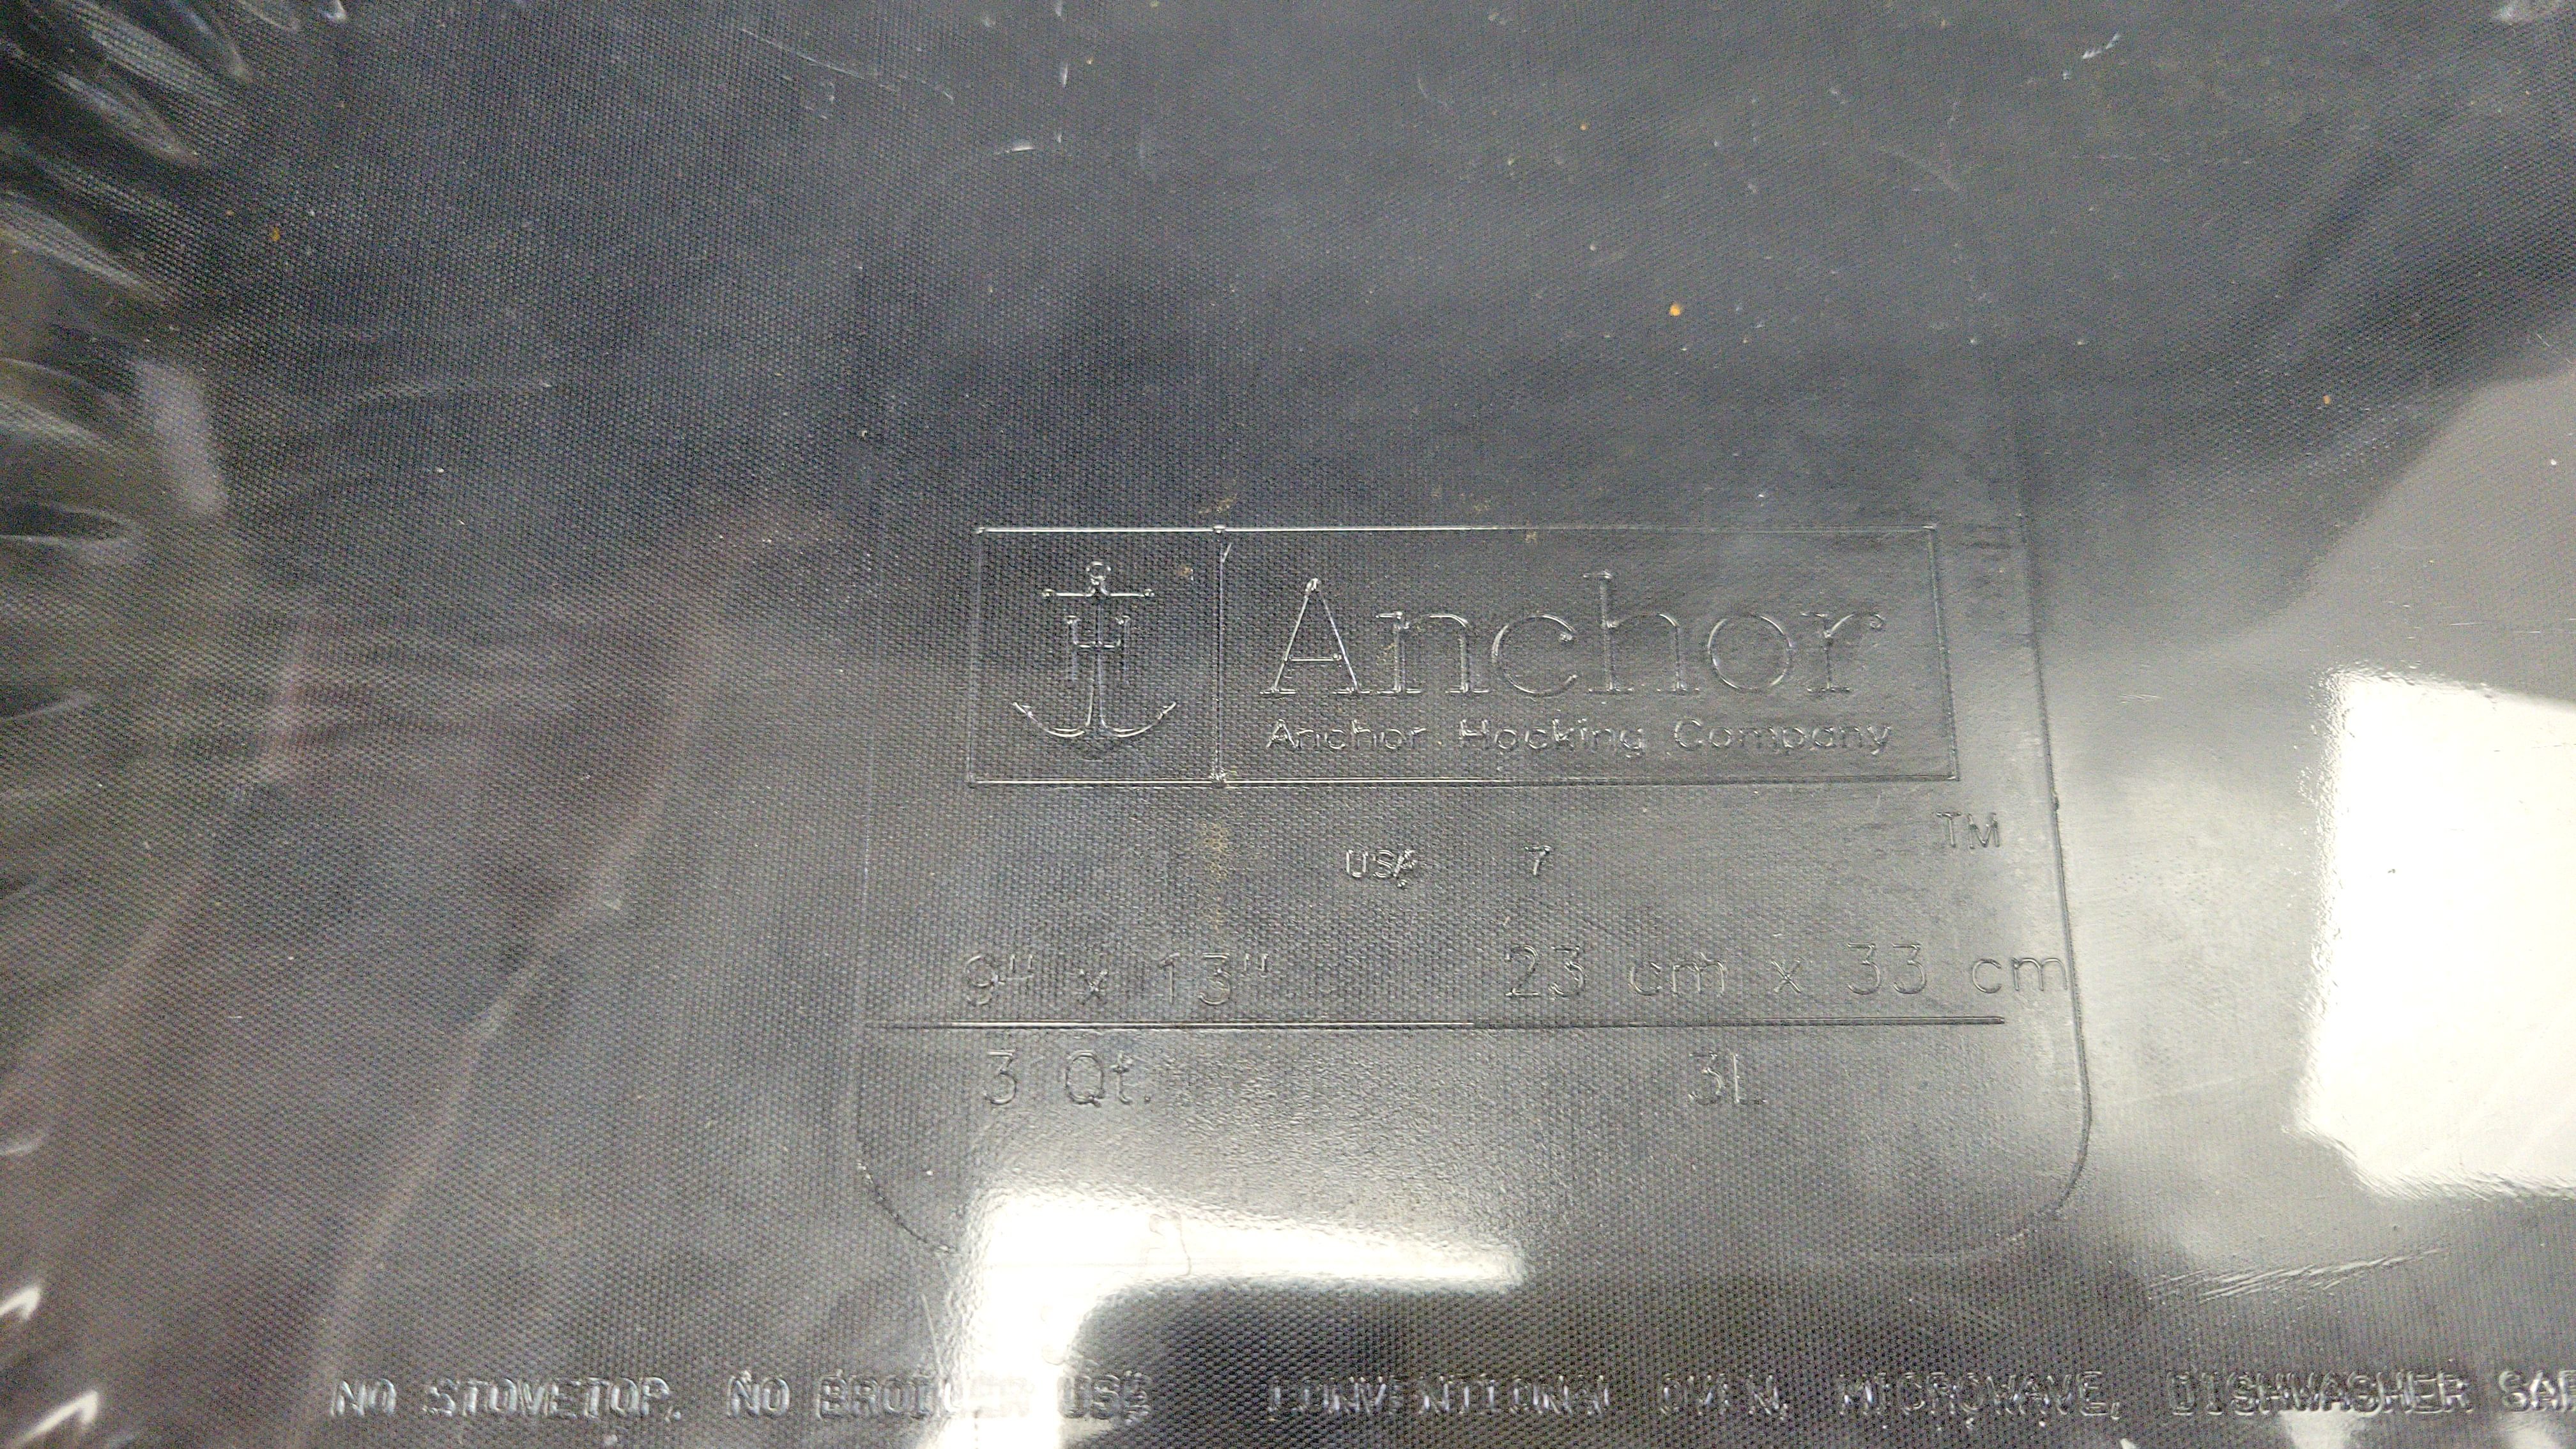 H
Anchor
Anchor Hocking Company
TM
USA 7
9" x 13" 23 cm x 33 cm
3 Qt. 3L
NO STOVETOP, NO BROILER USE CONVENTIONAL OVEN, MICROWAVE, DISHWASHER SAF